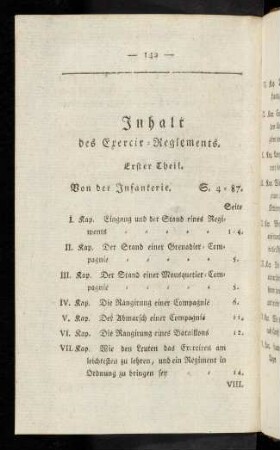 — 142 —
Inhalt
des Exercir-Reglements.
Erster Theil.
Von der Infanterie. S. 4-87.
Seite
I. Kap. Eingang und der Stand eines Regi-
ments 1-4.
II. Kap. Der Stand einer Grenadier-Com-
pagnie 5.
III. Kap. Der Stand einer Mousquetier-Com-
pagnie 5.
IV. Kap. Die Rangirung einer Compagnie 6.
V. Kap. Der Abmarsch einer Compagnie 11.
VI. Kap. Die Rangirung eines Bataillons 12.
VII. Kap. Wie den Leuten das Exerciren am
leichtesten zu lehren, und ein Regiment in
Ordnung zu bringen sey 14.
VIII.